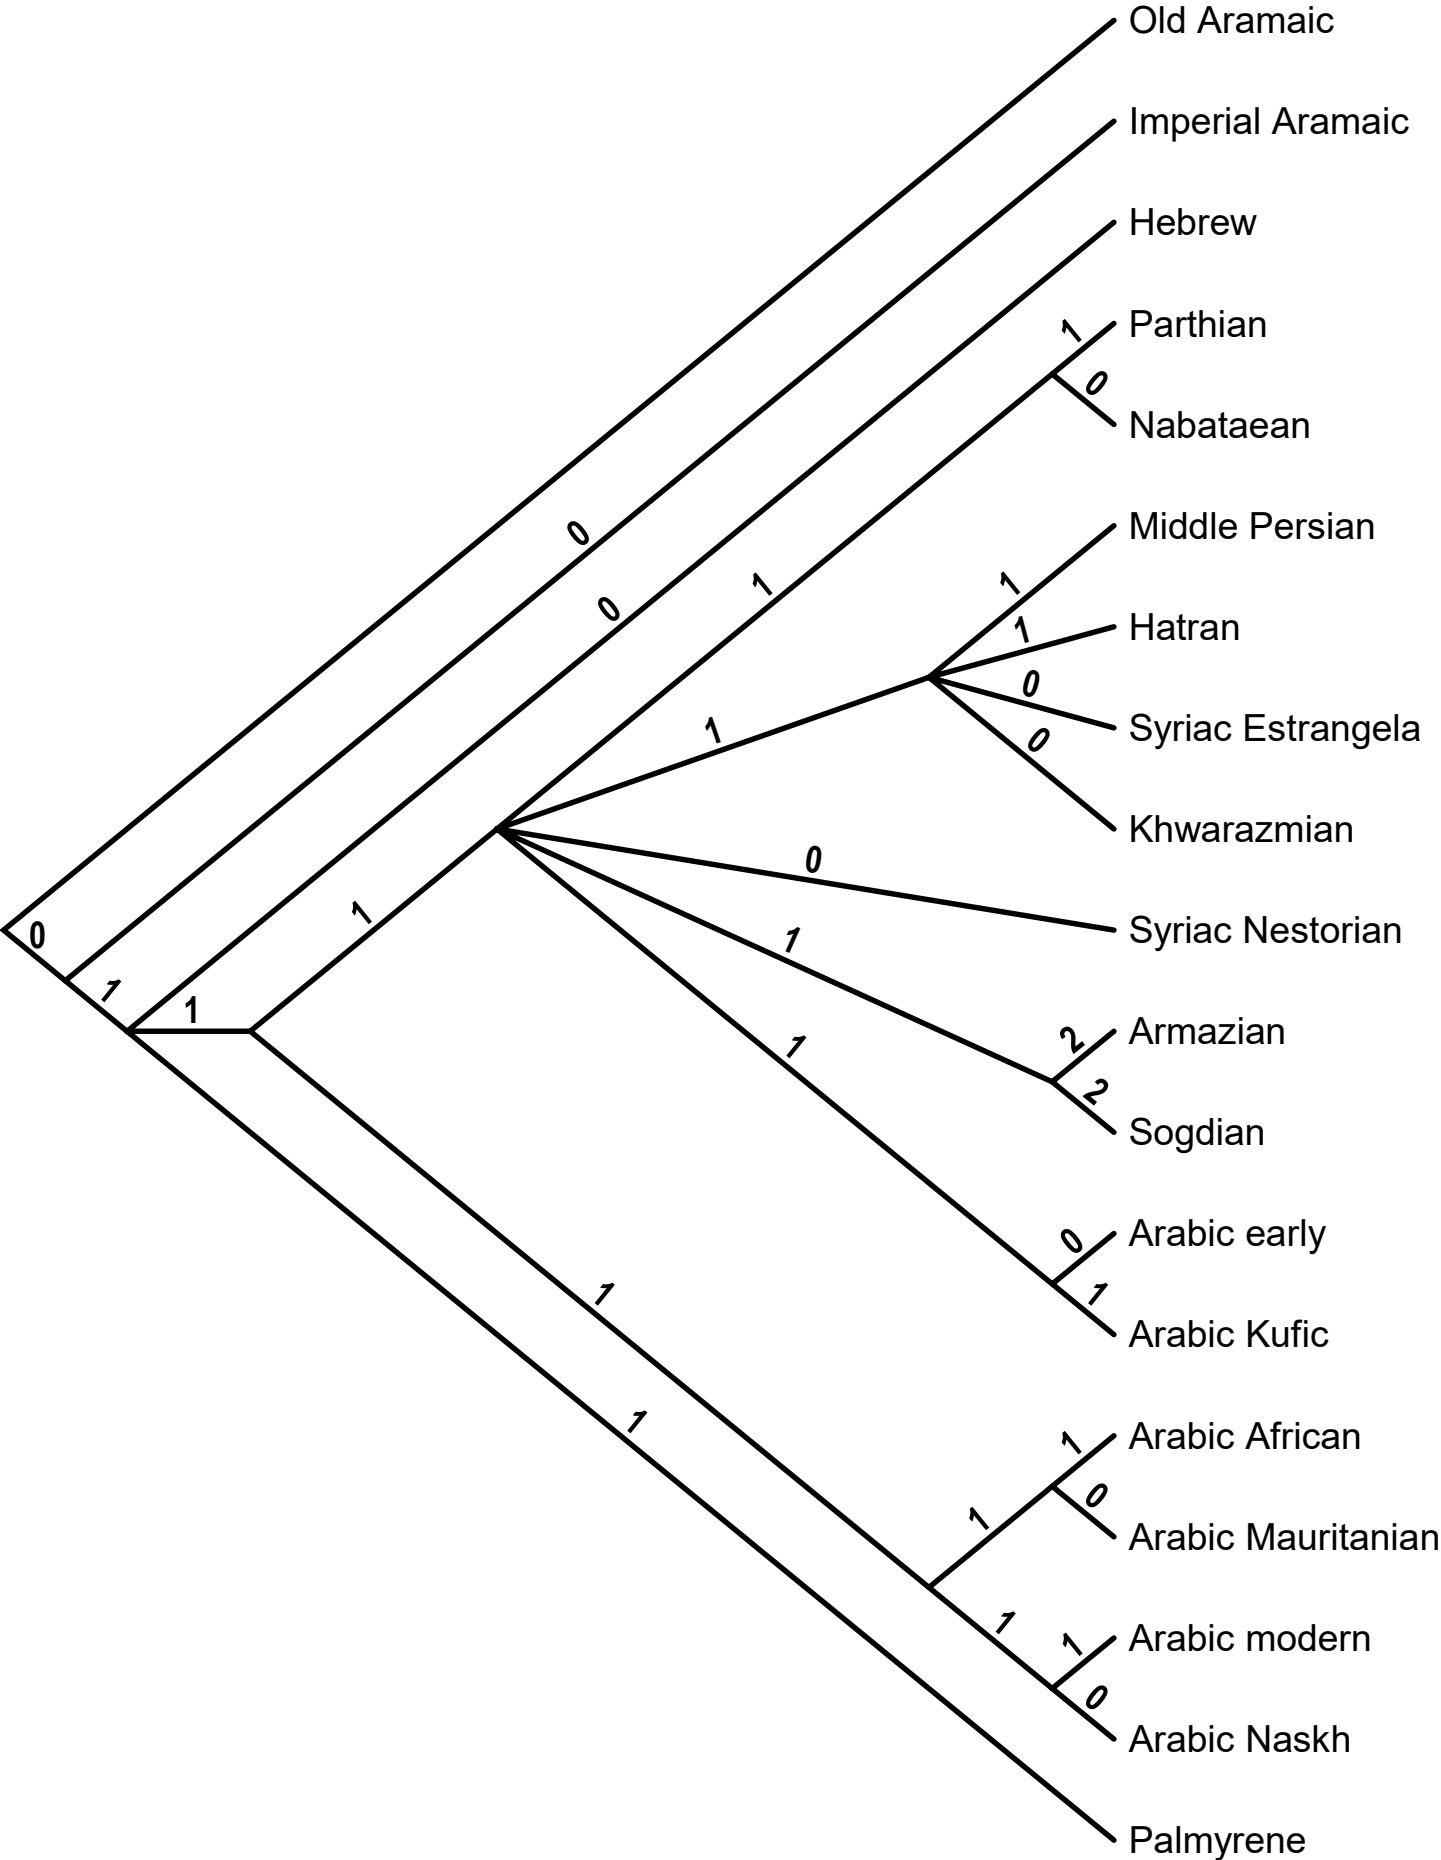 Old Aramaic
Imperial Aramaic
Hebrew
1 Parthian
0
Nabataean
Middle Persian
0
1
1
Hatran
0
1
0
Syriac Estrangela
1
0
Khwarazmian
0
1
Syriac Nestorian
0
1
1
1
2
Armazian
1
2
Sogdian
0
Arabic early
1
1
Arabic Kufic
1
1
Arabic African
0
1
Arabic Mauritanian
1
1
Arabic modern
0
Arabic Naskh
Palmyrene